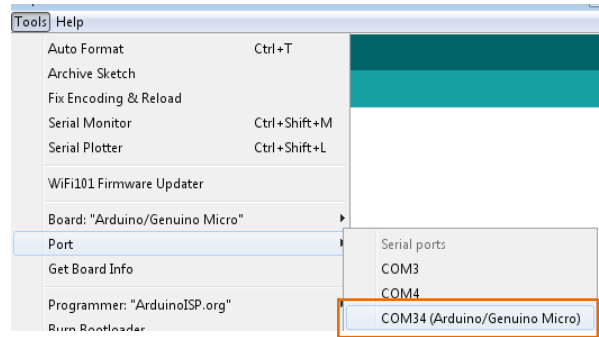 Tools Help
Auto Format Ctrl+T
Archive Sketch
Fix Encoding & Reload
Serial Monitor Ctrl+Shift+M
Serial Plotter Ctrl+Shift+L
WiFi101 Firmware Updater
Board: "Arduino/Genuino Micro"
Port
Get Board Info
Programmer: "ArduinoISP.org"
Burn Bootloader
Serial ports
COM3
COM4
COM34 (Arduino/Genuino Micro)